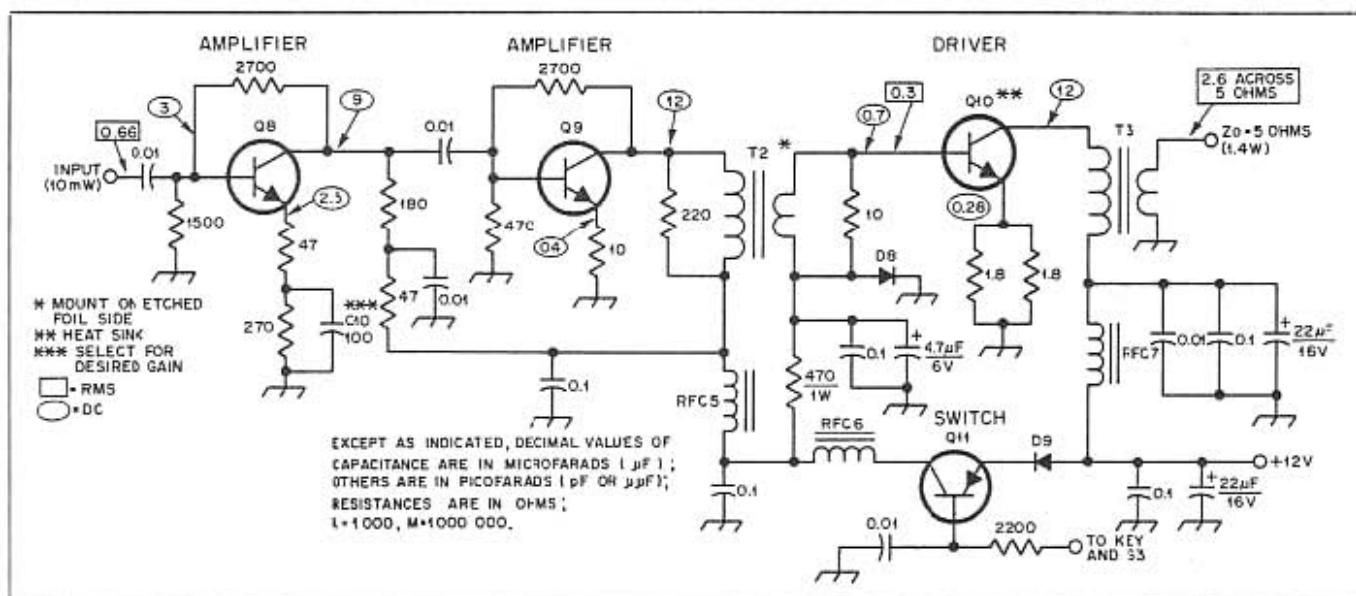 AMPLIFIER
AMPLIFIER
DRIVER
2700
2700
2.6 ACROSS
5 OHMS
3
9
12
0.7
0.3
Q10 **
12
T3
Zo = 5 OHMS
(1.4W)
0.66
Q8
0.01
Q9
T2 *
INPUT
(10mW)
0.01
0.28
1500
2.5
180
470
04
10
220
10
D8
47
1.8
1.8
* MOUNT ON ETCHED
FOIL SIDE
** HEAT SINK
*** SELECT FOR
DESIRED GAIN
= RMS
= DC
270
C10
100
***
47
0.01
0.1
RFC5
470
1W
0.1
+
4.7µF
6V
RFC7
0.01
0.1
+
22µF
16V
EXCEPT AS INDICATED, DECIMAL VALUES OF
CAPACITANCE ARE IN MICROFARADS ( µF ) ;
OTHERS ARE IN PICOFARADS ( pF OR µµF);
RESISTANCES ARE IN OHMS ;
k=1000, M=1000 000.
RFC6
SWITCH
Q11
D9
+12V
0.1
0.1
+
22µF
16V
0.01
2200
TO KEY
AND S3